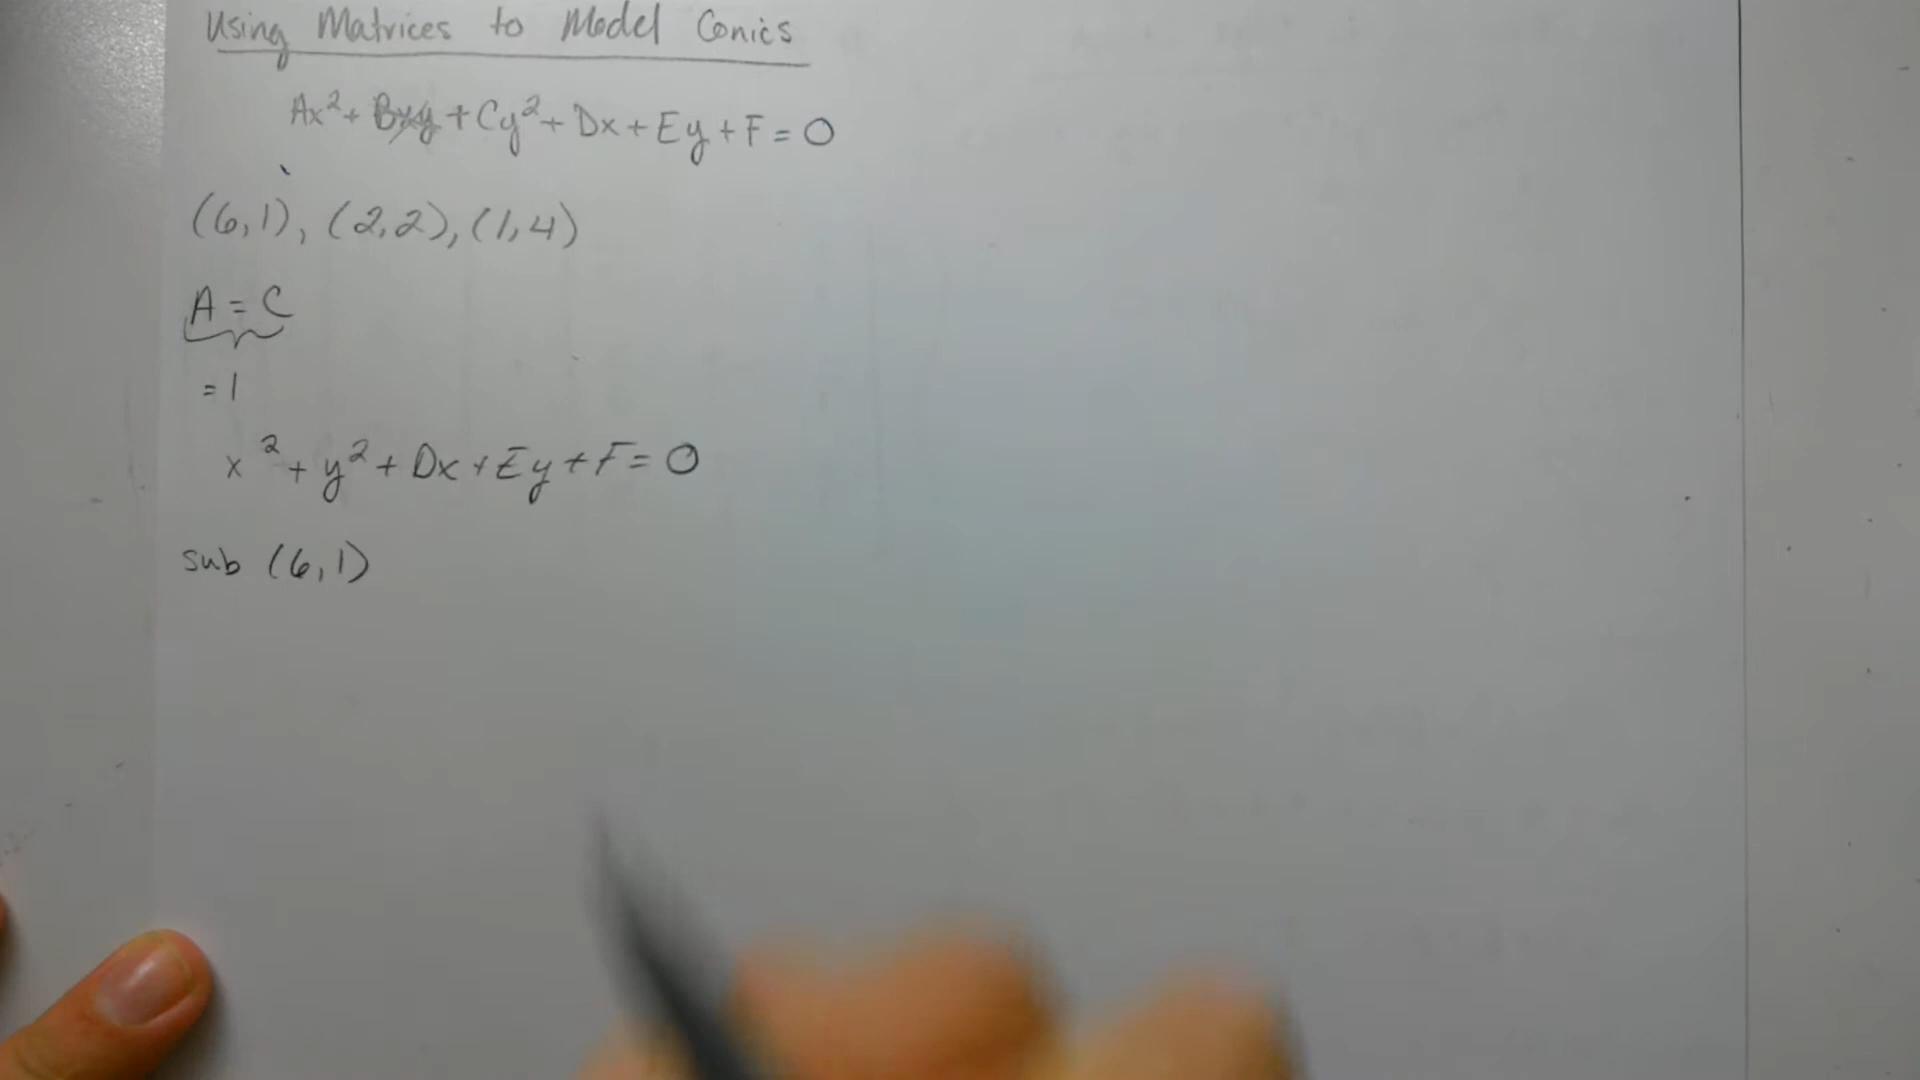 Using Matrices to Model Conics
Ax² + Bxy + Cy² + Dx + Ey + F = 0
(6,1), (2,2), (1,4)
A = C
= 1
x² + y² + Dx + Ey + F = 0
sub (6,1)